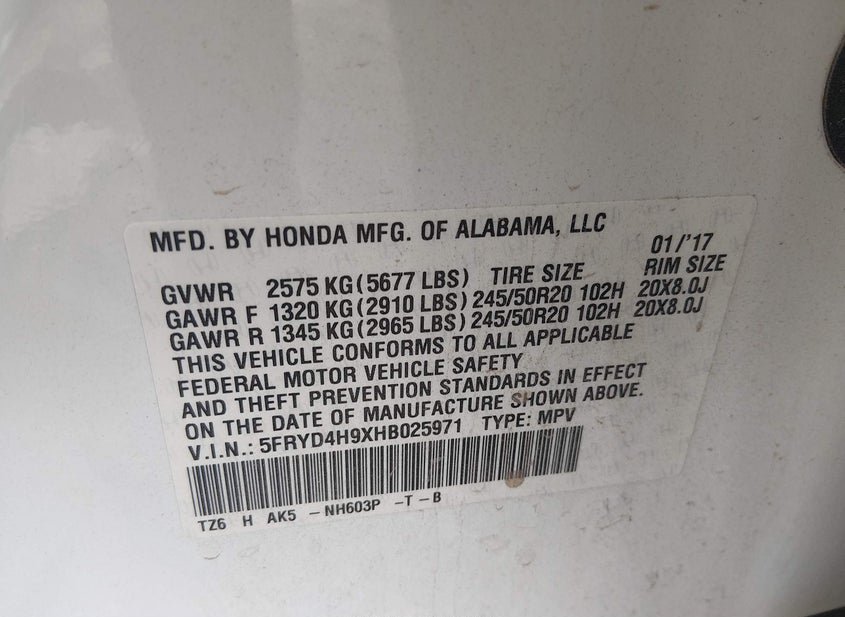 MFD. BY HONDA MFG. OF ALABAMA, LLC
01/'17
GVWR 2575 KG (5677 LBS) TIRE SIZE RIM SIZE
GAWR F 1320 KG (2910 LBS) 245/50R20 102H 20X8.0J
GAWR R 1345 KG (2965 LBS) 245/50R20 102H 20X8.0J
THIS VEHICLE CONFORMS TO ALL APPLICABLE
FEDERAL MOTOR VEHICLE SAFETY
AND THEFT PREVENTION STANDARDS IN EFFECT
ON THE DATE OF MANUFACTURE SHOWN ABOVE.
V.I.N.: 5FRYD4H9XHB025971 TYPE: MPV
TZ6 H AK5 -NH603P -T-B